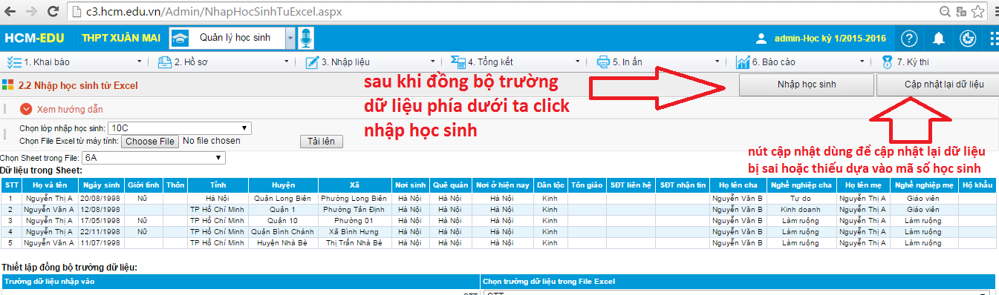 c3.hcm.edu.vn/Admin/NhapHocSinhTuExcel.aspx
HCM-EDU THPT XUÂN MAI Quản lý học sinh admin-Học kỳ 1/2015-2016
1. Khai báo 2. Hồ sơ 3. Nhập liệu 4. Tổng kết 5. In ấn 6. Báo cáo 7. Kỳ thi
2.2 Nhập học sinh từ Excel
Nhập học sinh Cập nhật lại dữ liệu
sau khi đồng bộ trường
dữ liệu phía dưới ta click
nhập học sinh
Xem hướng dẫn
Chọn lớp nhập học sinh: 10C
Chọn File Excel từ máy tính: Choose File No file chosen Tải lên
nút cập nhật dùng để cập nhật lại dữ liệu
bị sai hoặc thiếu dựa vào mã số học sinh
Chọn Sheet trong File: 6A
Dữ liệu trong Sheet:
STT Họ và tên Ngày sinh Giới tính Thôn Tỉnh Huyện Xã Nơi sinh Quê quán Nơi ở hiện nay Dân tộc Tôn giáo SĐT liên hệ SĐT nhận tin Họ tên cha Nghề nghiệp cha Họ tên mẹ Nghề nghiệp mẹ Hộ khẩu
1 Nguyễn Thị A 20/08/1998 Nữ Hà Nội Quận Long Biên Phường Long Biên Hà Nội Hà Nội Hà Nội Kinh Nguyễn Văn B Tự do Nguyễn Thị A Giáo viên
2 Nguyễn Văn A 12/08/1998 TP Hồ Chí Minh Quận 1 Phường Tân Định Hà Nội Hà Nội Hà Nội Kinh Nguyễn Văn B Kinh doanh Nguyễn Thị A Giáo viên
3 Nguyễn Thị A 17/05/1998 Nữ TP Hồ Chí Minh Quận 10 Phường 01 Hà Nội Hà Nội Hà Nội Kinh Nguyễn Văn B Làm ruộng Nguyễn Thị A Làm ruộng
4 Nguyễn Thị A 22/11/1998 Nữ TP Hồ Chí Minh Quận Bình Chánh Xã Bình Hưng Hà Nội Hà Nội Hà Nội Kinh Nguyễn Văn B Làm ruộng Nguyễn Thị A Làm ruộng
5 Nguyễn Văn A 11/07/1998 TP Hồ Chí Minh Huyện Nhà Bè Thị Trấn Nhà Bè Hà Nội Hà Nội Hà Nội Kinh Nguyễn Văn B Làm ruộng Nguyễn Thị A Làm ruộng
Thiết lập đồng bộ trường dữ liệu:
Trường dữ liệu nhập vào Chọn trường dữ liệu trong File Excel
STT STT